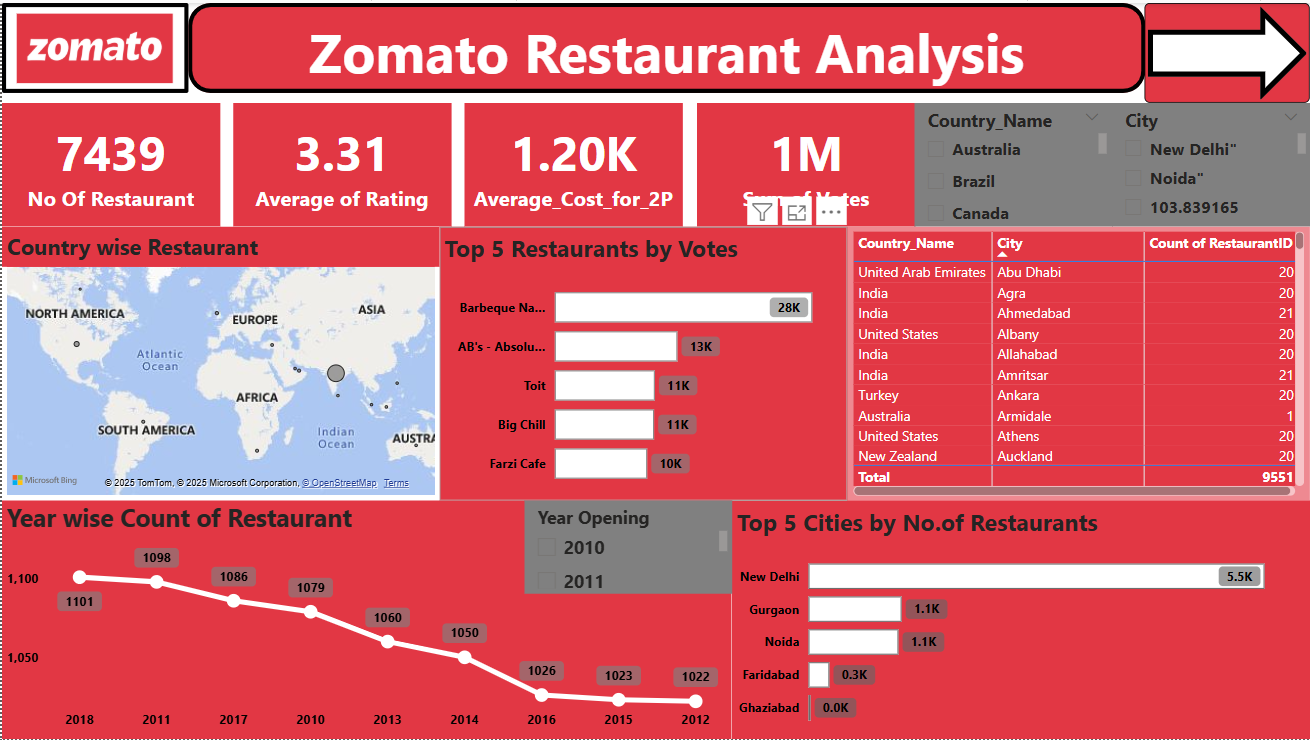 zomato
Zomato Restaurant Analysis
7439
No Of Restaurant
3.31
Average of Rating
1.20K
Average_Cost_for_2P
1M
Sum of Votes
Country_Name
Australia
Brazil
Canada
City
New Delhi"
Noida"
103.839165
Country wise Restaurant
NORTH AMERICA
EUROPE
ASIA
Atlantic
Ocean
AFRICA
SOUTH AMERICA
Indian
Ocean
AUSTRA
Microsoft Bing
© 2025 TomTom, © 2025 Microsoft Corporation, © OpenStreetMap Terms
Top 5 Restaurants by Votes
Barbeque Na... 28K
AB's - Absolu... 13K
Toit 11K
Big Chill 11K
Farzi Cafe 10K
Country_Name City Count of RestaurantID
United Arab Emirates Abu Dhabi 20
India Agra 20
India Ahmedabad 21
United States Albany 20
India Allahabad 20
India Amritsar 21
Turkey Ankara 20
Australia Armidale 1
United States Athens 20
New Zealand Auckland 20
Total 9551
Year wise Count of Restaurant
1,100
1,050
1101
1098
1086
1079
1060
1050
1026
1023
1022
2018 2011 2017 2010 2013 2014 2016 2015 2012
Year Opening
2010
2011
Top 5 Cities by No.of Restaurants
New Delhi 5.5K
Gurgaon 1.1K
Noida 1.1K
Faridabad 0.3K
Ghaziabad 0.0K